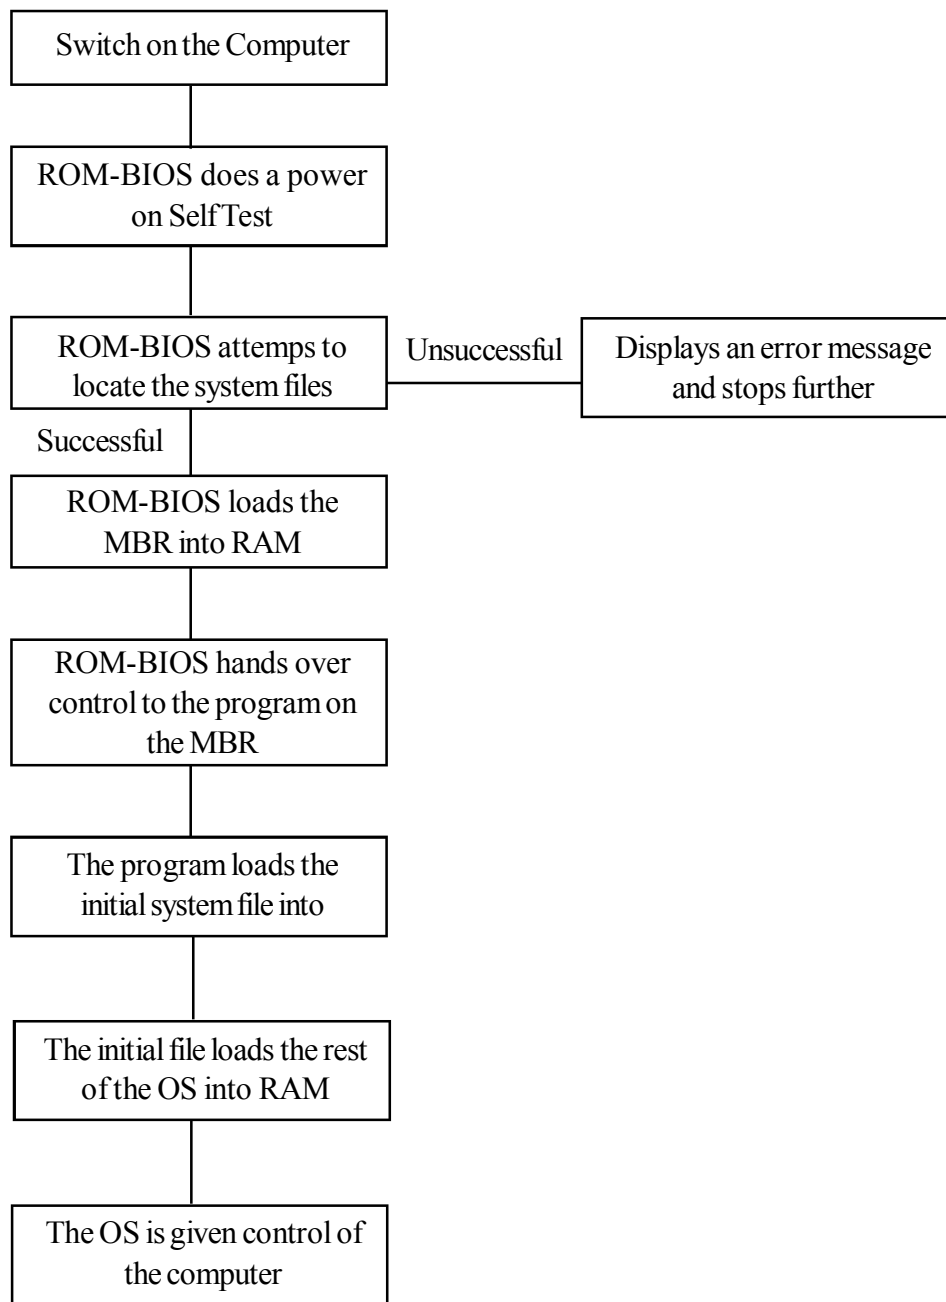 Switch on the Computer
ROM-BIOS does a power
on Self Test
ROM-BIOS attemps to
locate the system files
Unsuccessful
Displays an error message
and stops further
Successful
ROM-BIOS loads the
MBR into RAM
ROM-BIOS hands over
control to the program on
the MBR
The program loads the
initial system file into
The initial file loads the rest
of the OS into RAM
The OS is given control of
the computer